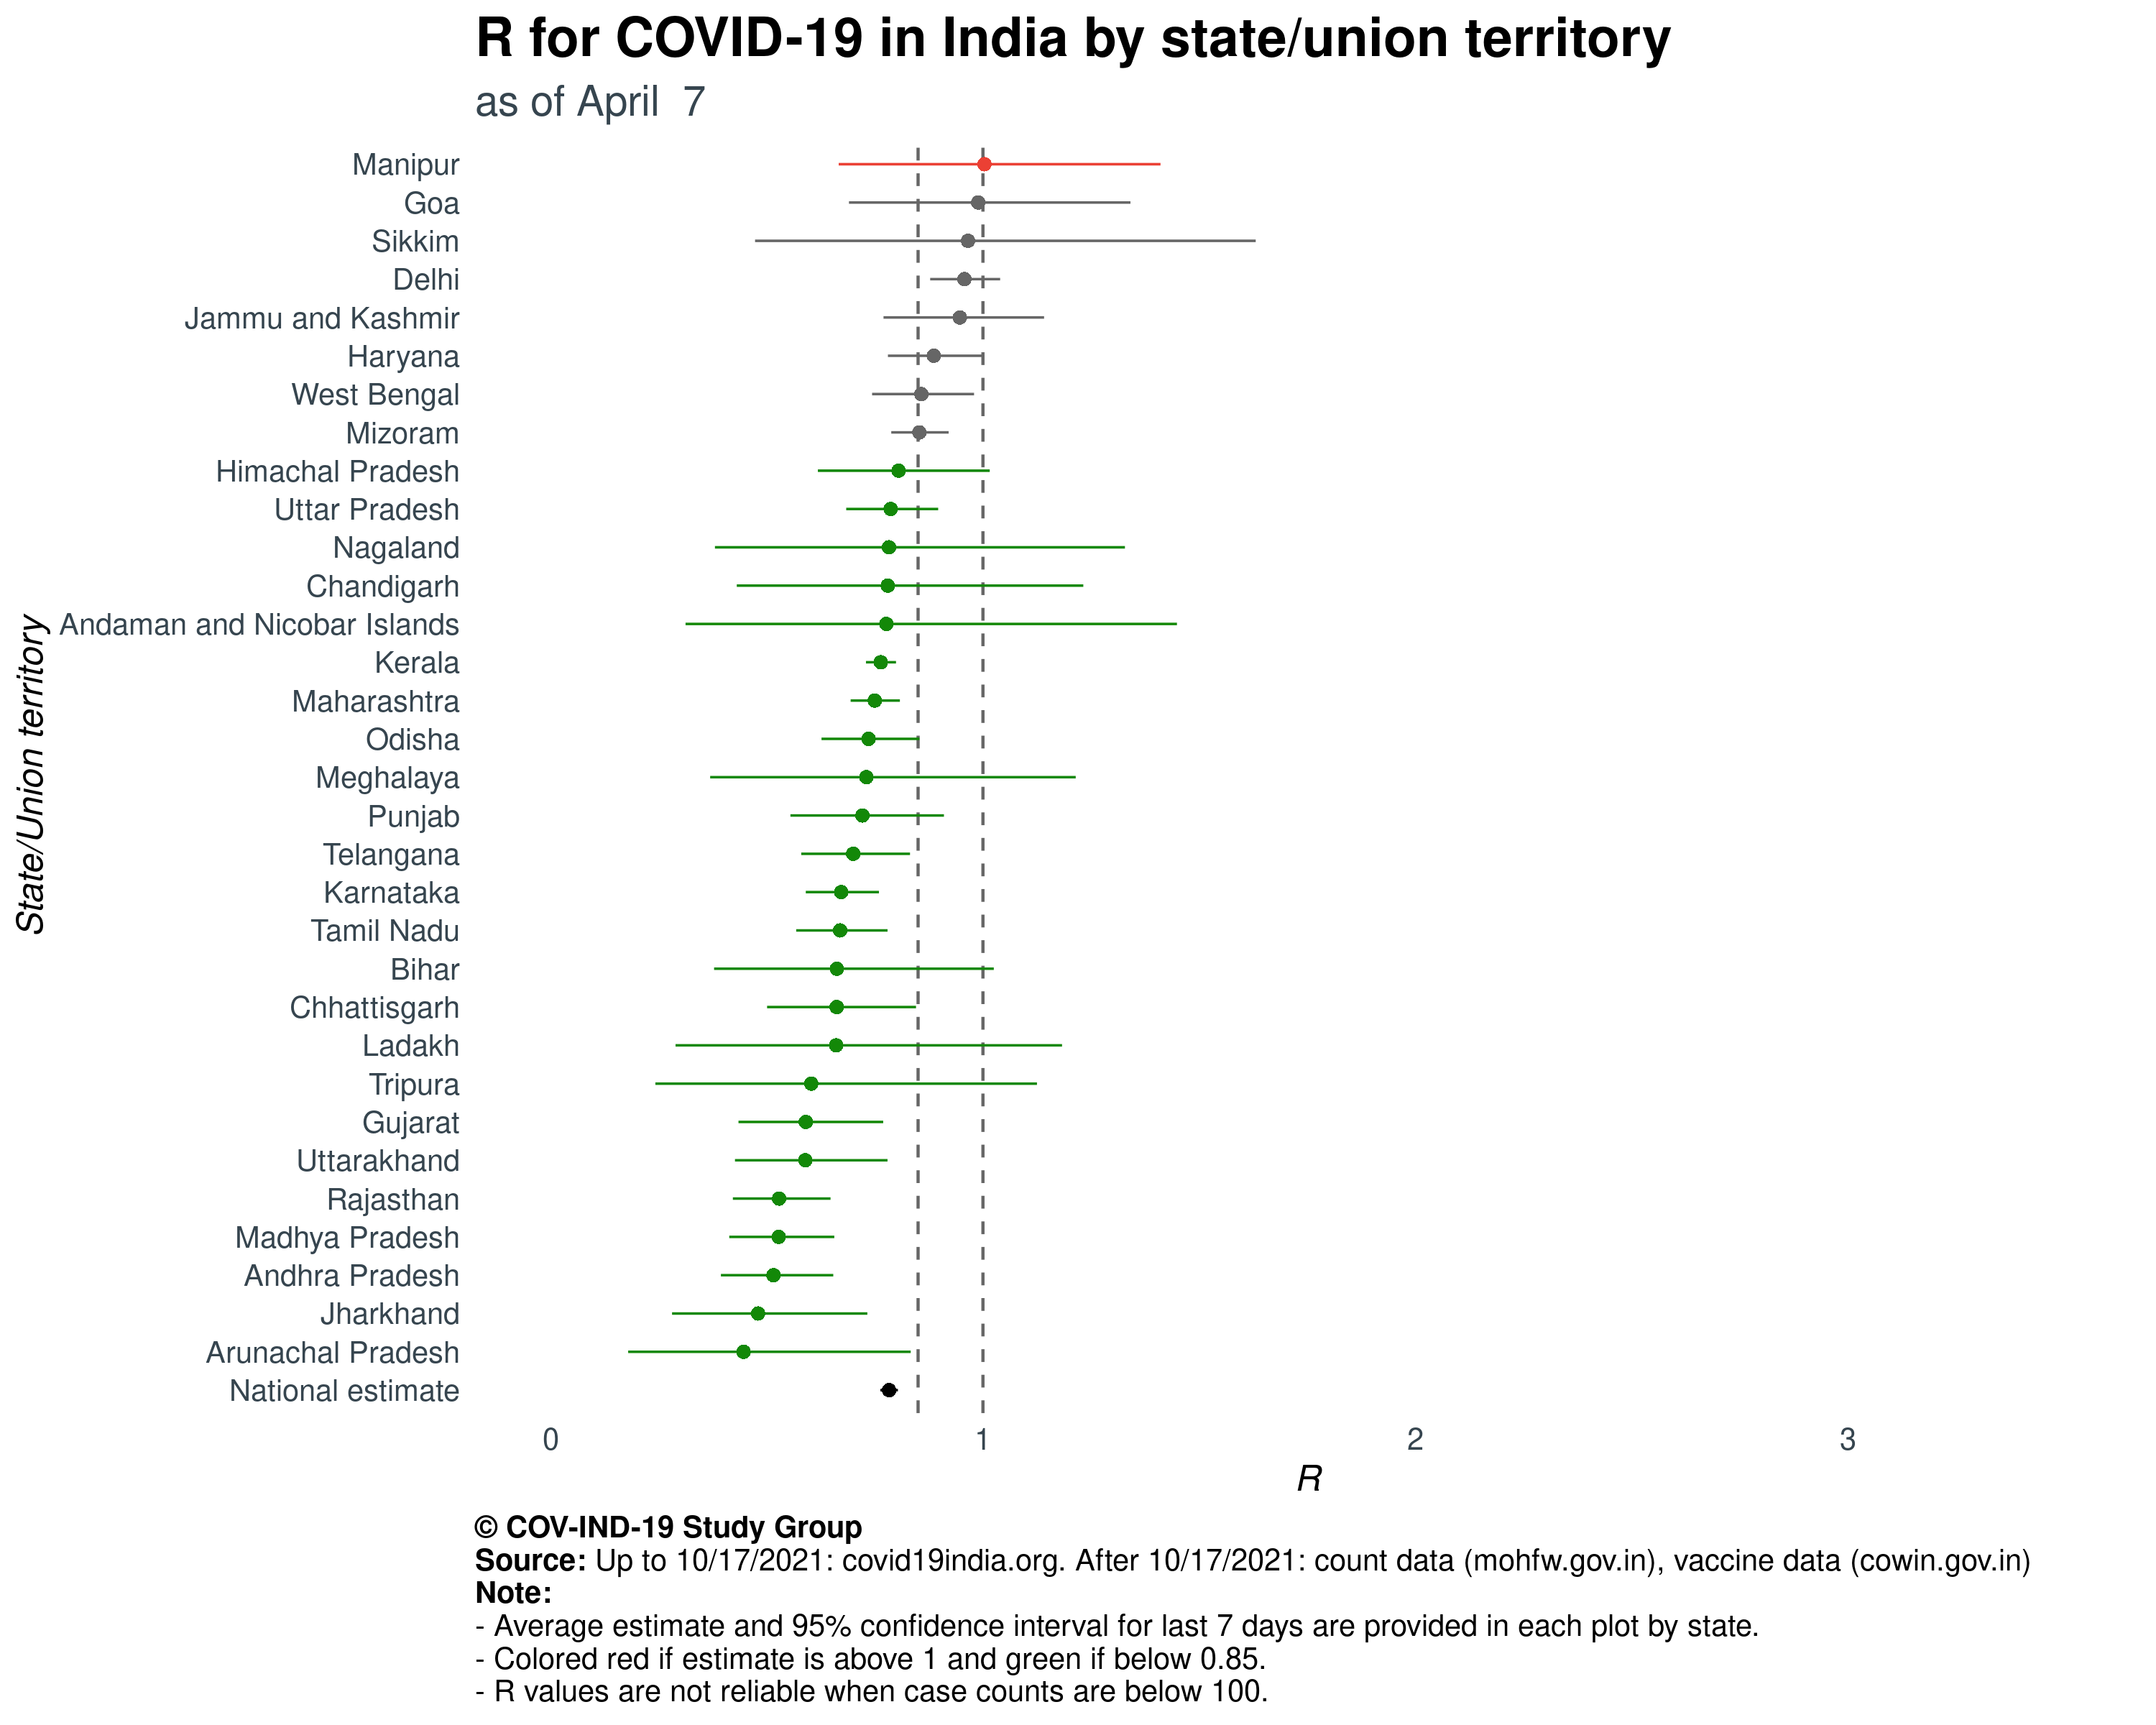 R for COVID-19 in India by state/union territory
as of April  7
Manipur
Goa
Sikkim
Delhi
Jammu and Kashmir
Haryana
West Bengal
Mizoram
Himachal Pradesh
Uttar Pradesh
Nagaland
Chandigarh
Andaman and Nicobar Islands
Kerala
Maharashtra
Odisha
Meghalaya
Punjab
Telangana
Karnataka
Tamil Nadu
Bihar
Chhattisgarh
Ladakh
Tripura
Gujarat
Uttarakhand
Rajasthan
Madhya Pradesh
Andhra Pradesh
Jharkhand
Arunachal Pradesh
National estimate
State/Union territory
0 1 2 3
R
© COV-IND-19 Study Group
Source: Up to 10/17/2021: covid19india.org. After 10/17/2021: count data (mohfw.gov.in), vaccine data (cowin.gov.in)
Note:
- Average estimate and 95% confidence interval for last 7 days are provided in each plot by state.
- Colored red if estimate is above 1 and green if below 0.85.
- R values are not reliable when case counts are below 100.